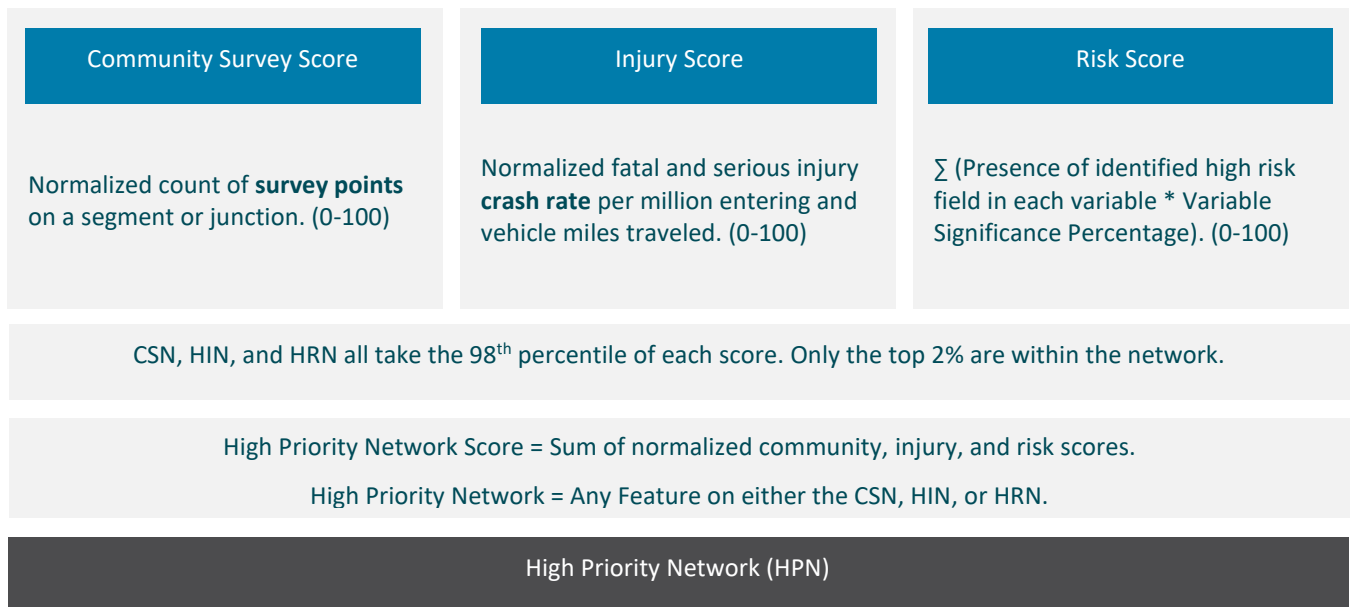 Community Survey Score
Normalized count of survey points
on a segment or junction. (0-100)
Injury Score
Normalized fatal and serious injury
crash rate per million entering and
vehicle miles traveled. (0-100)
Risk Score
∑ (Presence of identified high risk
field in each variable * Variable
Significance Percentage). (0-100)
CSN, HIN, and HRN all take the 98th percentile of each score. Only the top 2% are within the network.
High Priority Network Score = Sum of normalized community, injury, and risk scores.
High Priority Network = Any Feature on either the CSN, HIN, or HRN.
High Priority Network (HPN)